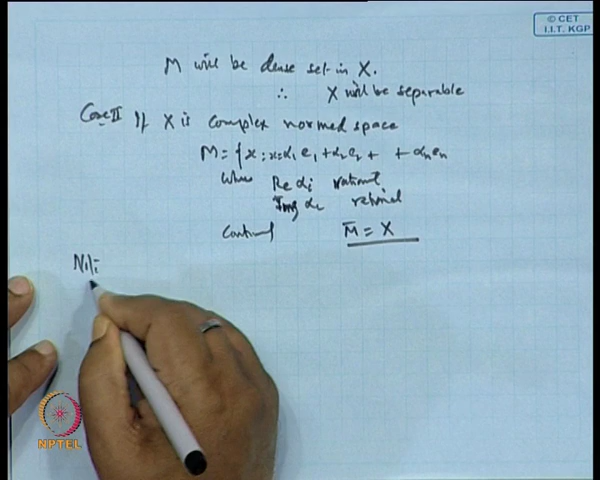 © CET
I.I.T. KGP
M will be dense set in X.
∴ X will be separable
Case II If X is complex normed space
M = { x : x = α₁e₁ + α₂e₂ + + αₙeₙ
where Re αᵢ rational
Img αᵢ rational
M̄ = X
NPTEL